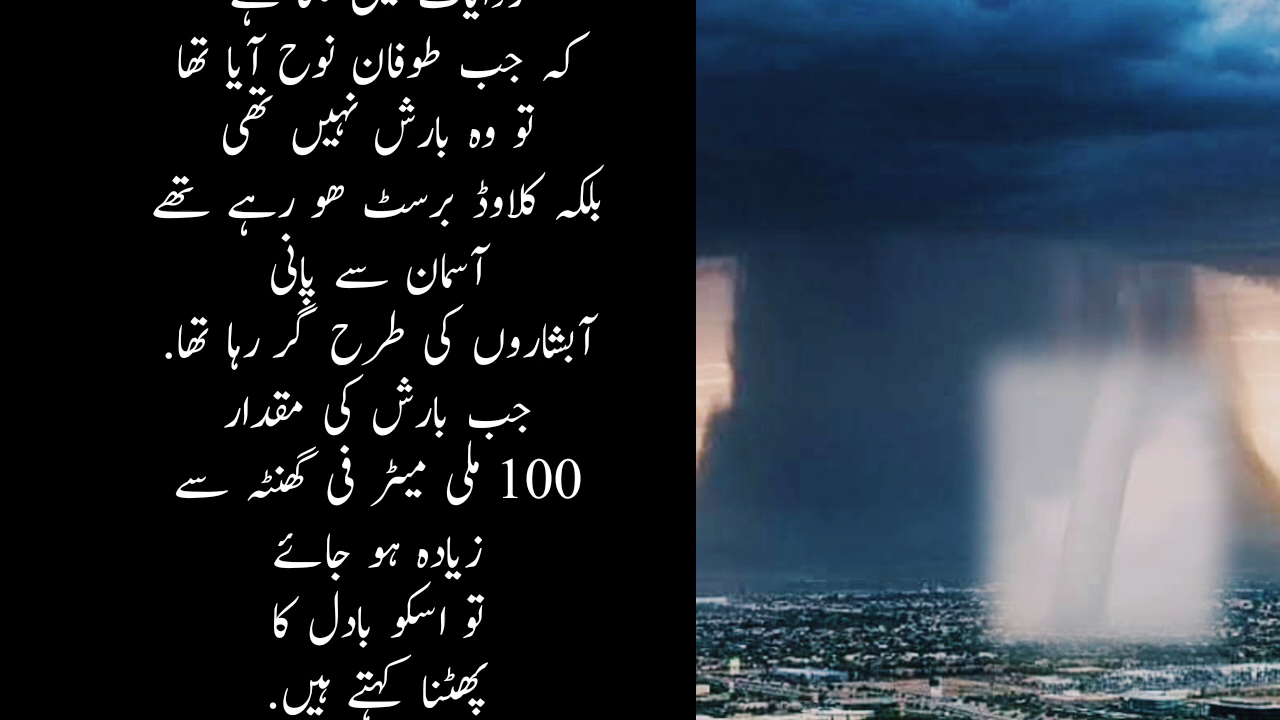 کہ جب طوفان نوح آیا تھا
تو وہ بارش نہیں تھی
بلکہ کلاوڈ برسٹ ھو رہے تھے
آسمان سے پانی
آبشاروں کی طرح گر رہا تھا.
جب بارش کی مقدار
100 ملی میٹر فی گھنٹہ سے
زیادہ ہو جائے
تو اسکو بادل کا
پھٹنا کہتے ہیں.